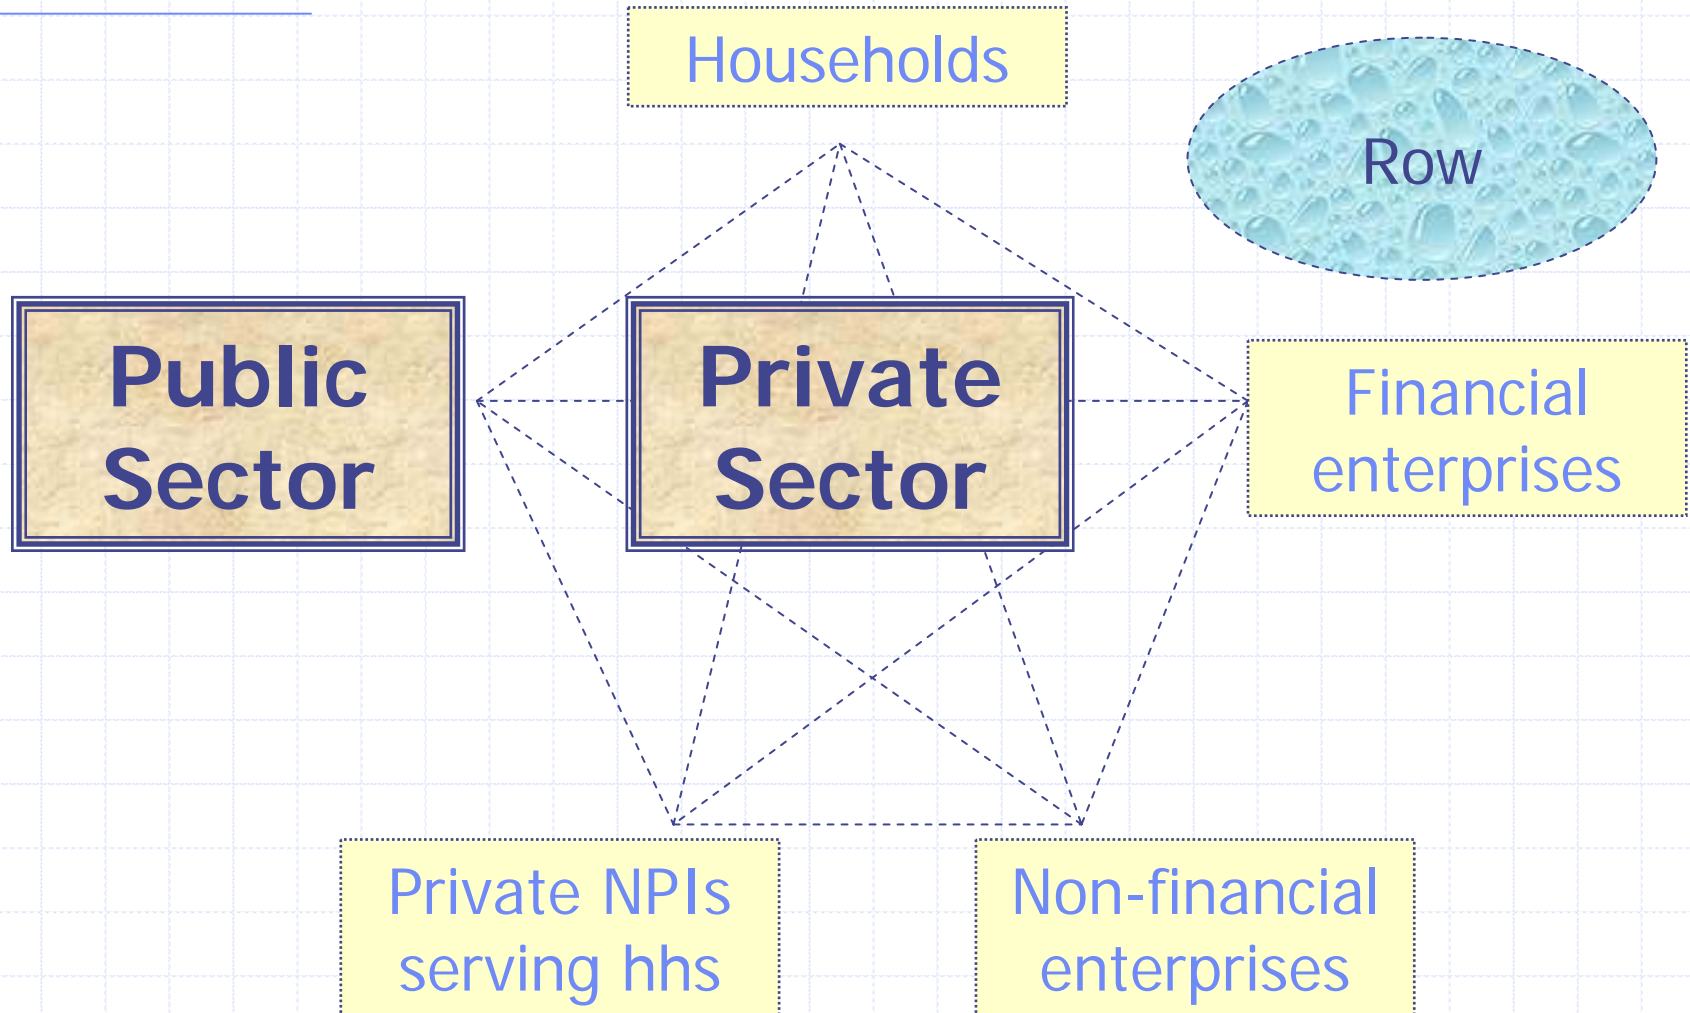 Households
Row
Public
Sector
Private
Sector
Financial
enterprises
Private NPIs
serving hhs
Non-financial
enterprises